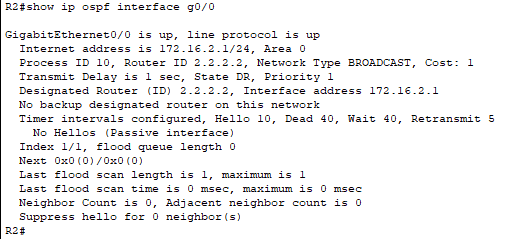 R2#show ip ospf interface g0/0
GigabitEthernet0/0 is up, line protocol is up
Internet address is 172.16.2.1/24, Area 0
Process ID 10, Router ID 2.2.2.2, Network Type BROADCAST, Cost: 1
Transmit Delay is 1 sec, State DR, Priority 1
Designated Router (ID) 2.2.2.2, Interface address 172.16.2.1
No backup designated router on this network
Timer intervals configured, Hello 10, Dead 40, Wait 40, Retransmit 5
No Hellos (Passive interface)
Index 1/1, flood queue length 0
Next 0x0(0)/0x0(0)
Last flood scan length is 1, maximum is 1
Last flood scan time is 0 msec, maximum is 0 msec
Neighbor Count is 0, Adjacent neighbor count is 0
Suppress hello for 0 neighbor(s)
R2#